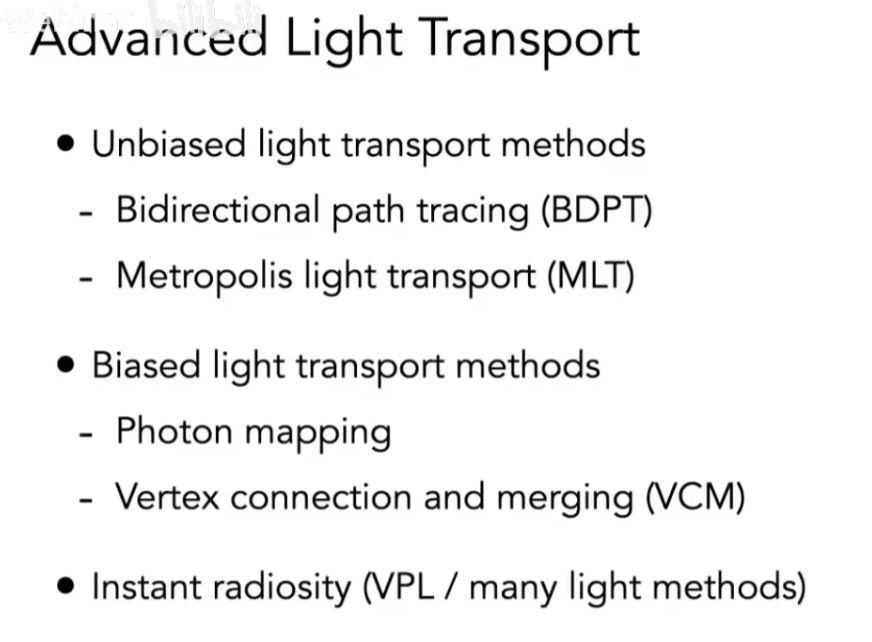 Advanced Light Transport
bilibili
• Unbiased light transport methods
- Bidirectional path tracing (BDPT)
- Metropolis light transport (MLT)
• Biased light transport methods
- Photon mapping
- Vertex connection and merging (VCM)
• Instant radiosity (VPL / many light methods)